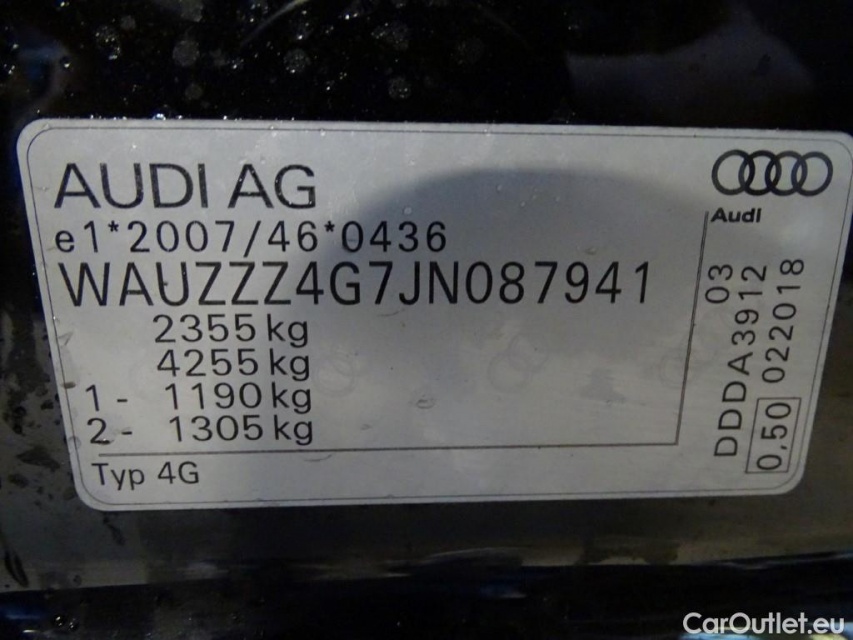 AUDI AG
e1*2007/46*0436
WAUZZZ4G7JN087941
2355 kg
4255 kg
1 - 1190 kg
2 - 1305 kg
Typ 4G
Audi
03
DDDA3912
0,50 022018
CarOutlet.eu